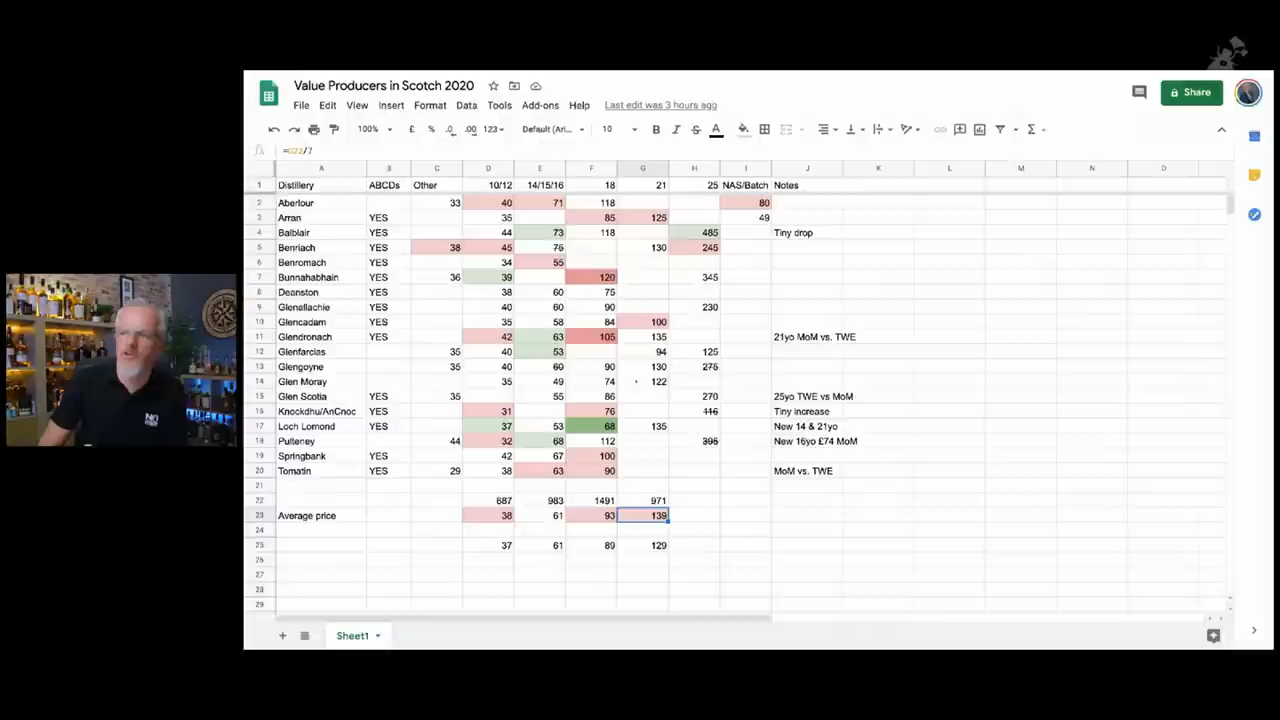 Value Producers in Scotch 2020
File Edit View Insert Format Data Tools Add-ons Help Last edit was 3 hours ago
Share
100% £ % .0 .00 123 Default (Ari... 10 B I S A
=G22/7
A B C D E F G H I J K L M N O
1 Distillery ABCDs Other 10/12 14/15/16 18 21 25 NAS/Batch Notes
2 Aberlour 33 40 71 118 80
3 Arran YES 35 85 125 49
4 Balblair YES 44 73 118 485 Tiny drop
5 Benriach YES 38 45 76 130 245
6 Benromach YES 34 55
7 Bunnahabhain YES 36 39 120 345
8 Deanston YES 38 60 75
9 Glenallachie YES 40 60 90 230
10 Glencadam YES 35 58 84 100
11 Glendronach YES 42 63 105 135 21yo MoM vs. TWE
12 Glenfarclas 35 40 53 94 125
13 Glengoyne 35 40 60 90 130 275
14 Glen Moray 35 49 74 122
15 Glen Scotia YES 35 55 86 270 25yo TWE vs MoM
16 Knockdhu/AnCnoc YES 31 76 116 Tiny increase
17 Loch Lomond YES 37 53 68 135 New 14 & 21yo
18 Pulteney YES 44 32 68 112 395 New 16yo £74 MoM
19 Springbank YES 42 67 100
20 Tomatin YES 29 38 63 90 MoM vs. TWE
21
22 687 983 1491 971
23 Average price 38 61 93 139
24
25 37 61 89 129
26
27
28
29
Sheet1